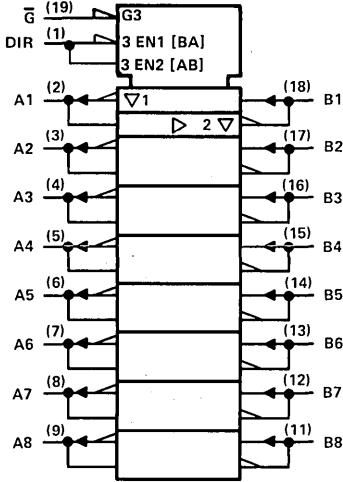 G̅ (19) G3
DIR (1) 3 EN1 [BA]
3 EN2 [AB]
A1 (2) ▽1 (18) B1
▷ 2 ▽
A2 (3) (17) B2
A3 (4) (16) B3
A4 (5) (15) B4
A5 (6) (14) B5
A6 (7) (13) B6
A7 (8) (12) B7
A8 (9) (11) B8